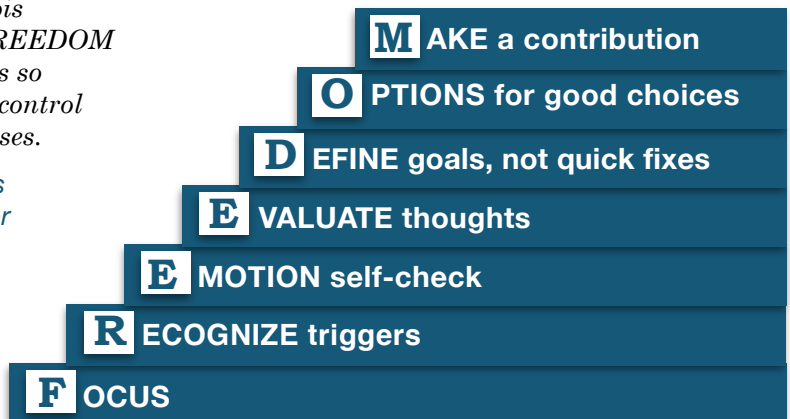 REEDOM
s so
control
ses.
s
MAKE a contribution
OPTIONS for good choices
DEFINE goals, not quick fixes
EVALUATE thoughts
EMOTION self-check
RECOGNIZE triggers
FOCUS